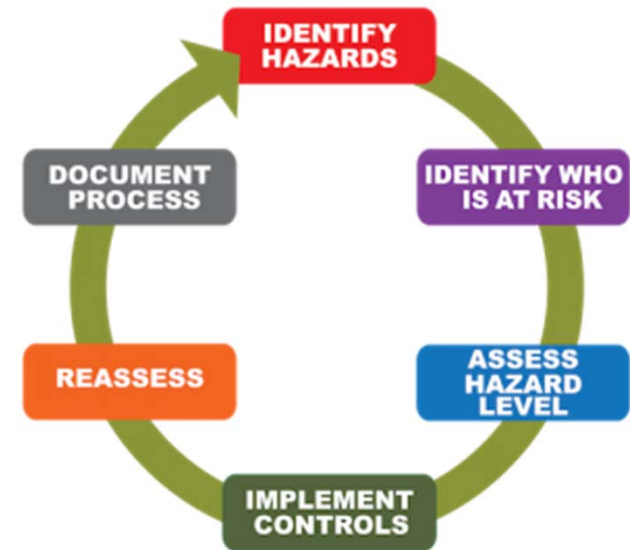 IDENTIFY
HAZARDS
IDENTIFY WHO
IS AT RISK
ASSESS
HAZARD
LEVEL
IMPLEMENT
CONTROLS
REASSESS
DOCUMENT
PROCESS